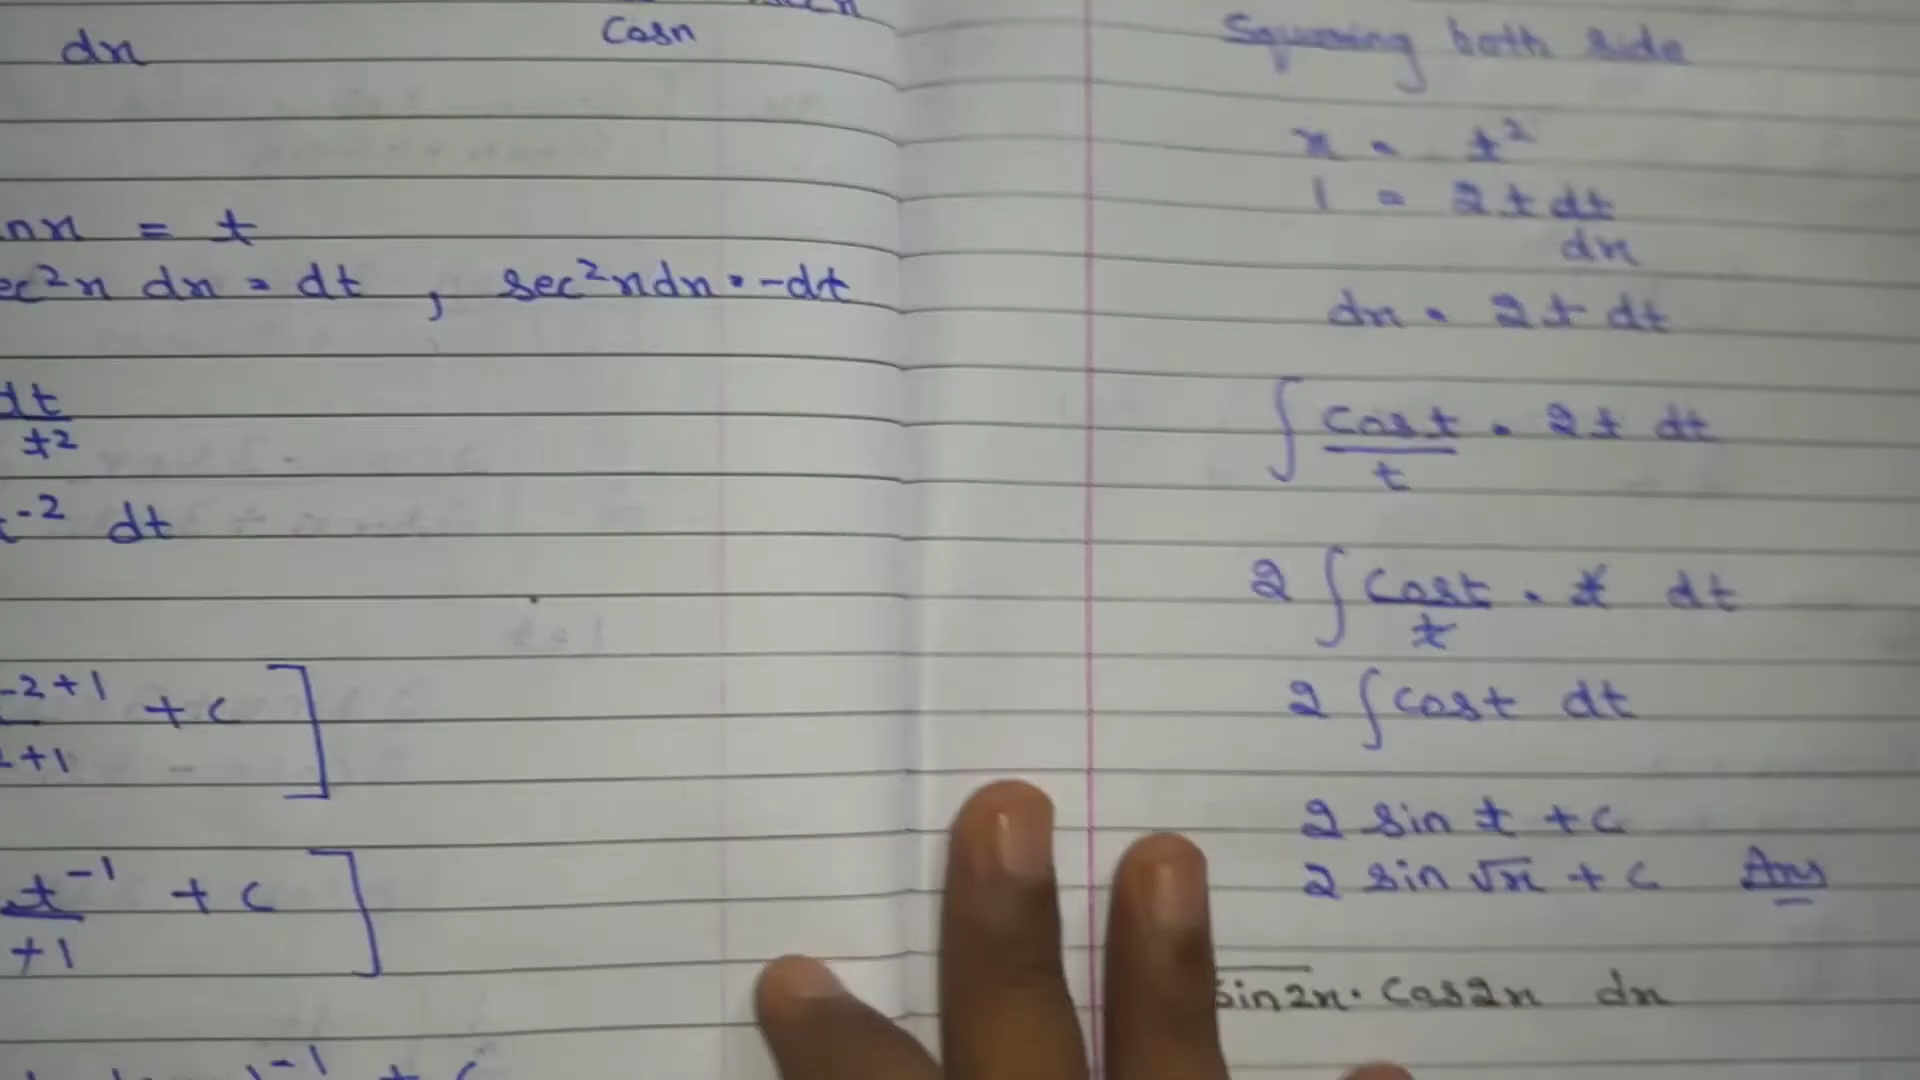 dx
Cosx
nx = t
ec²x dx = dt , sec²xdx = -dt
dt
t²
-2 dt
-2+1 + c ]
+1
t⁻¹ + c ]
+1
-1 + c
Squaring both side
x = t²
1 = 2t dt
dx
dx = 2t dt
∫ Cost . 2t dt
t
2 ∫ Cost . t dt
t
2 ∫ cost dt
2 sin t + c
2 sin √x + c Ans
sin2x. Cos2x dx